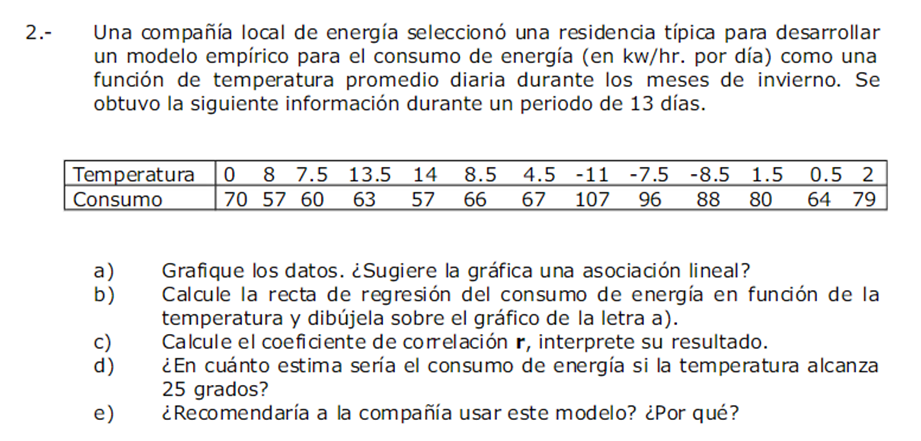 2.- Una compañía local de energía seleccionó una residencia típica para desarrollar
un modelo empírico para el consumo de energía (en kw/hr. por día) como una
función de temperatura promedio diaria durante los meses de invierno. Se
obtuvo la siguiente información durante un periodo de 13 días.
Temperatura 0 8 7.5 13.5 14 8.5 4.5 -11 -7.5 -8.5 1.5 0.5 2
Consumo 70 57 60 63 57 66 67 107 96 88 80 64 79
a) Grafique los datos. ¿Sugiere la gráfica una asociación lineal?
b) Calcule la recta de regresión del consumo de energía en función de la
temperatura y dibújela sobre el gráfico de la letra a).
c) Calcule el coeficiente de correlación r, interprete su resultado.
d) ¿En cuánto estima sería el consumo de energía si la temperatura alcanza
25 grados?
e) ¿Recomendaría a la compañía usar este modelo? ¿Por qué?